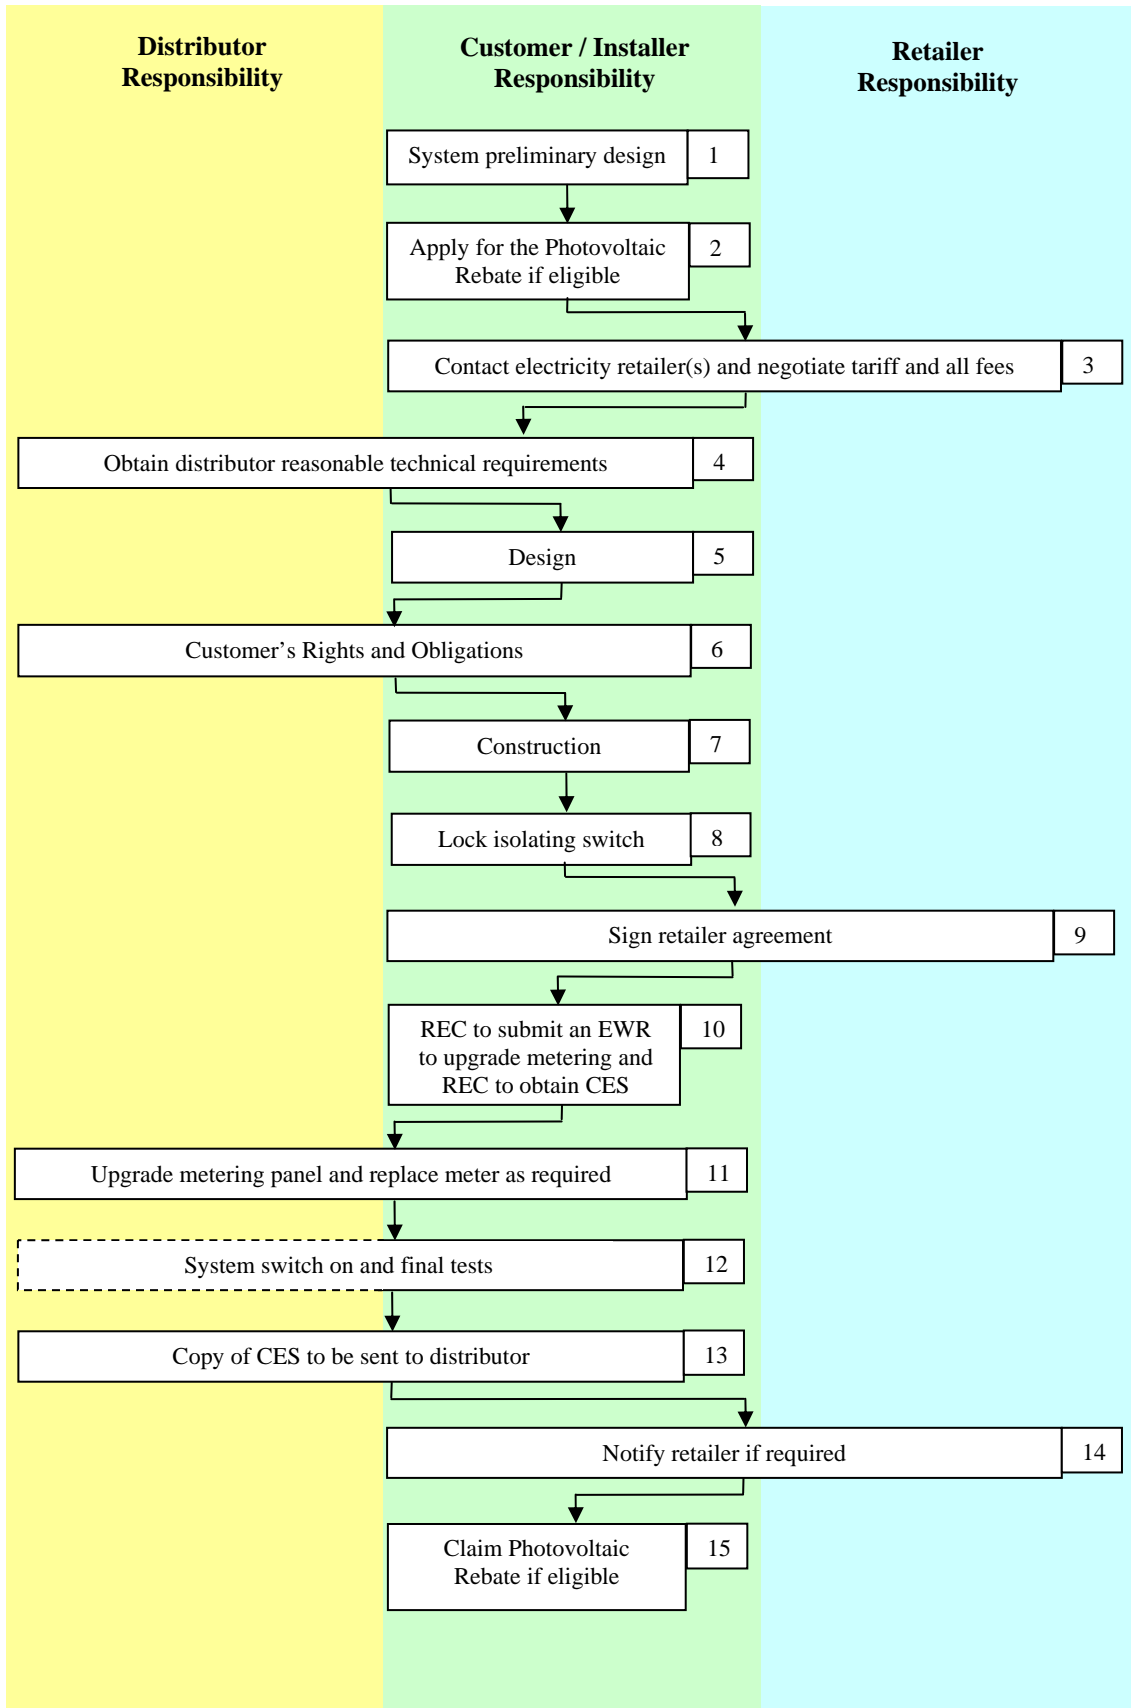 Distributor
Responsibility
Customer / Installer
Responsibility
Retailer
Responsibility
System preliminary design
1
Apply for the Photovoltaic
Rebate if eligible
2
Contact electricity retailer(s) and negotiate tariff and all fees
3
Obtain distributor reasonable technical requirements
4
Design
5
Customer’s Rights and Obligations
6
Construction
7
Lock isolating switch
8
Sign retailer agreement
9
REC to submit an EWR
to upgrade metering and
REC to obtain CES
10
Upgrade metering panel and replace meter as required
11
System switch on and final tests
12
Copy of CES to be sent to distributor
13
Notify retailer if required
14
Claim Photovoltaic
Rebate if eligible
15